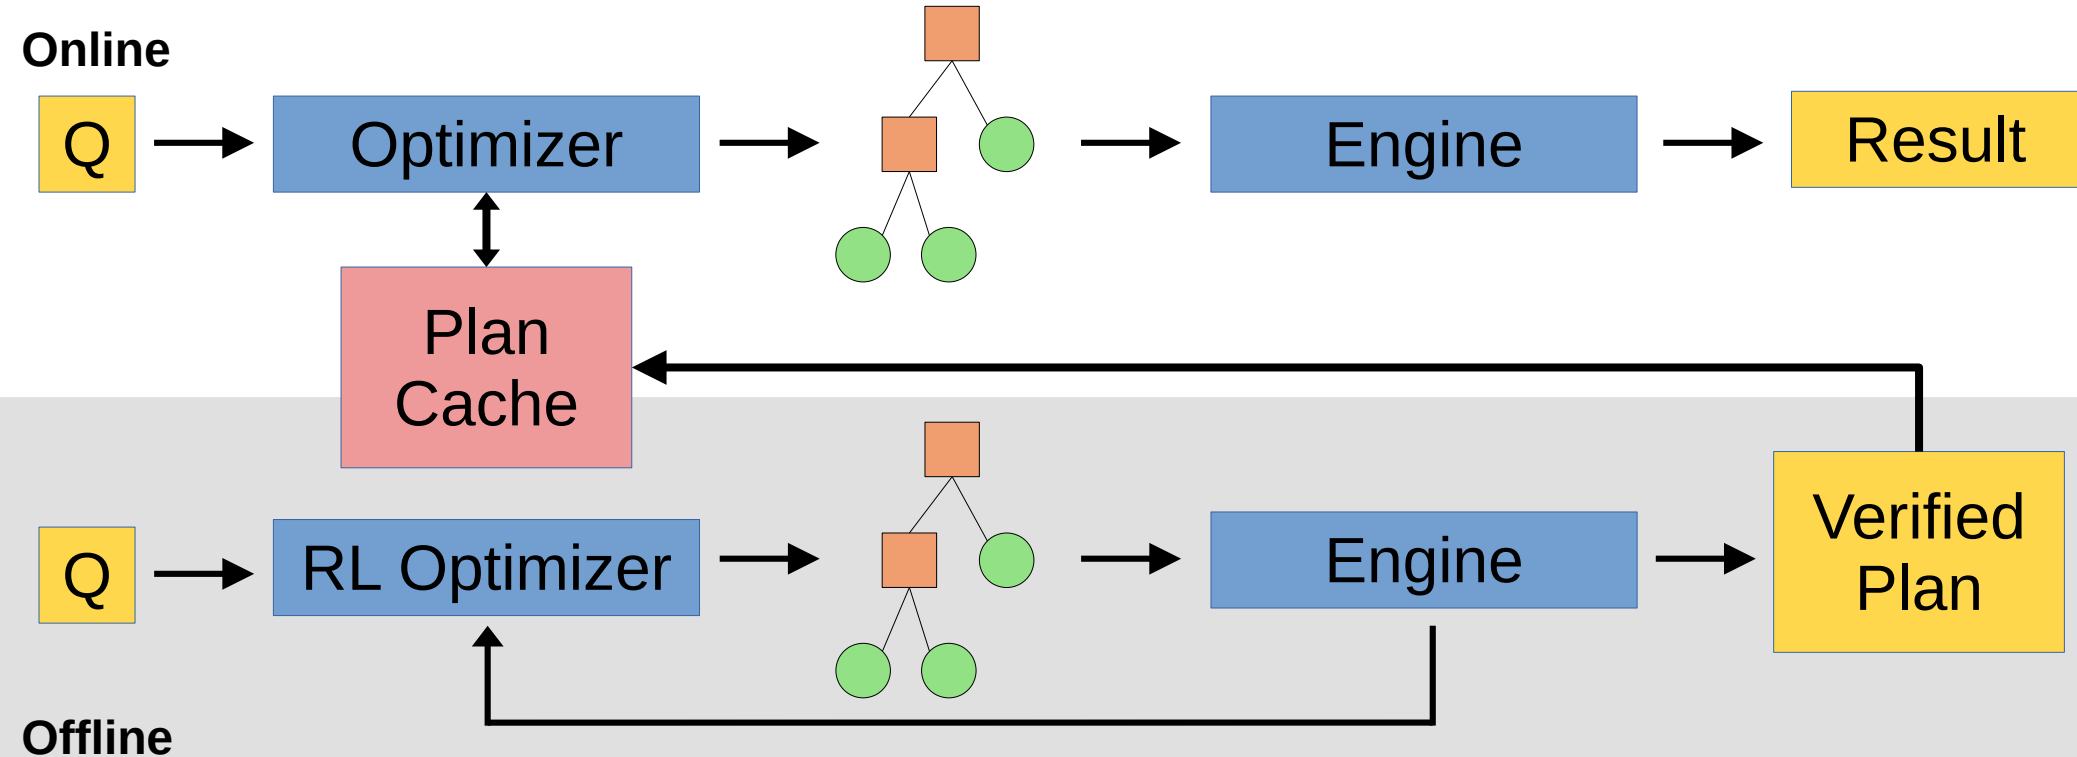 Online
Q
Optimizer
Engine
Result
Plan
Cache
Q
RL Optimizer
Engine
Verified
Plan
Offline